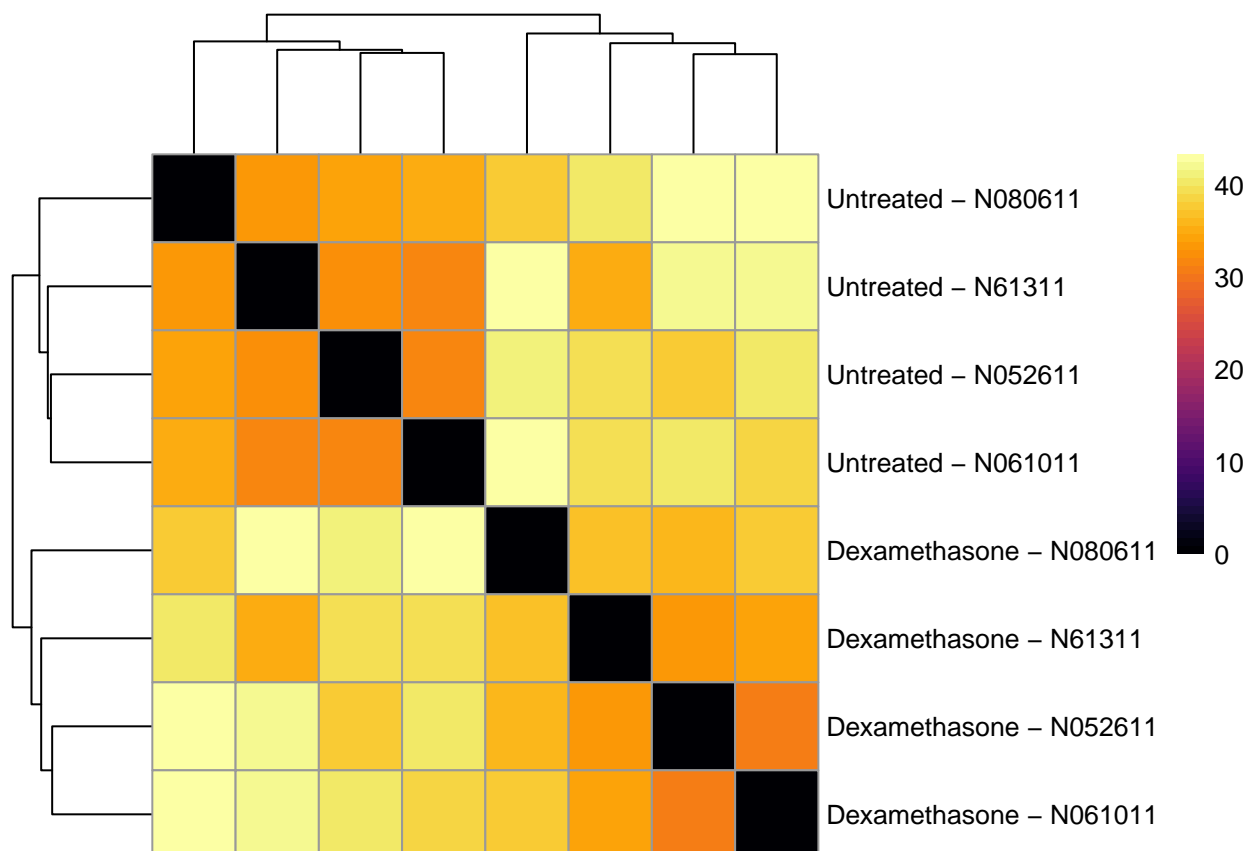 Untreated – N080611
Untreated – N61311
Untreated – N052611
Untreated – N061011
Dexamethasone – N080611
Dexamethasone – N61311
Dexamethasone – N052611
Dexamethasone – N061011
40
30
20
10
0